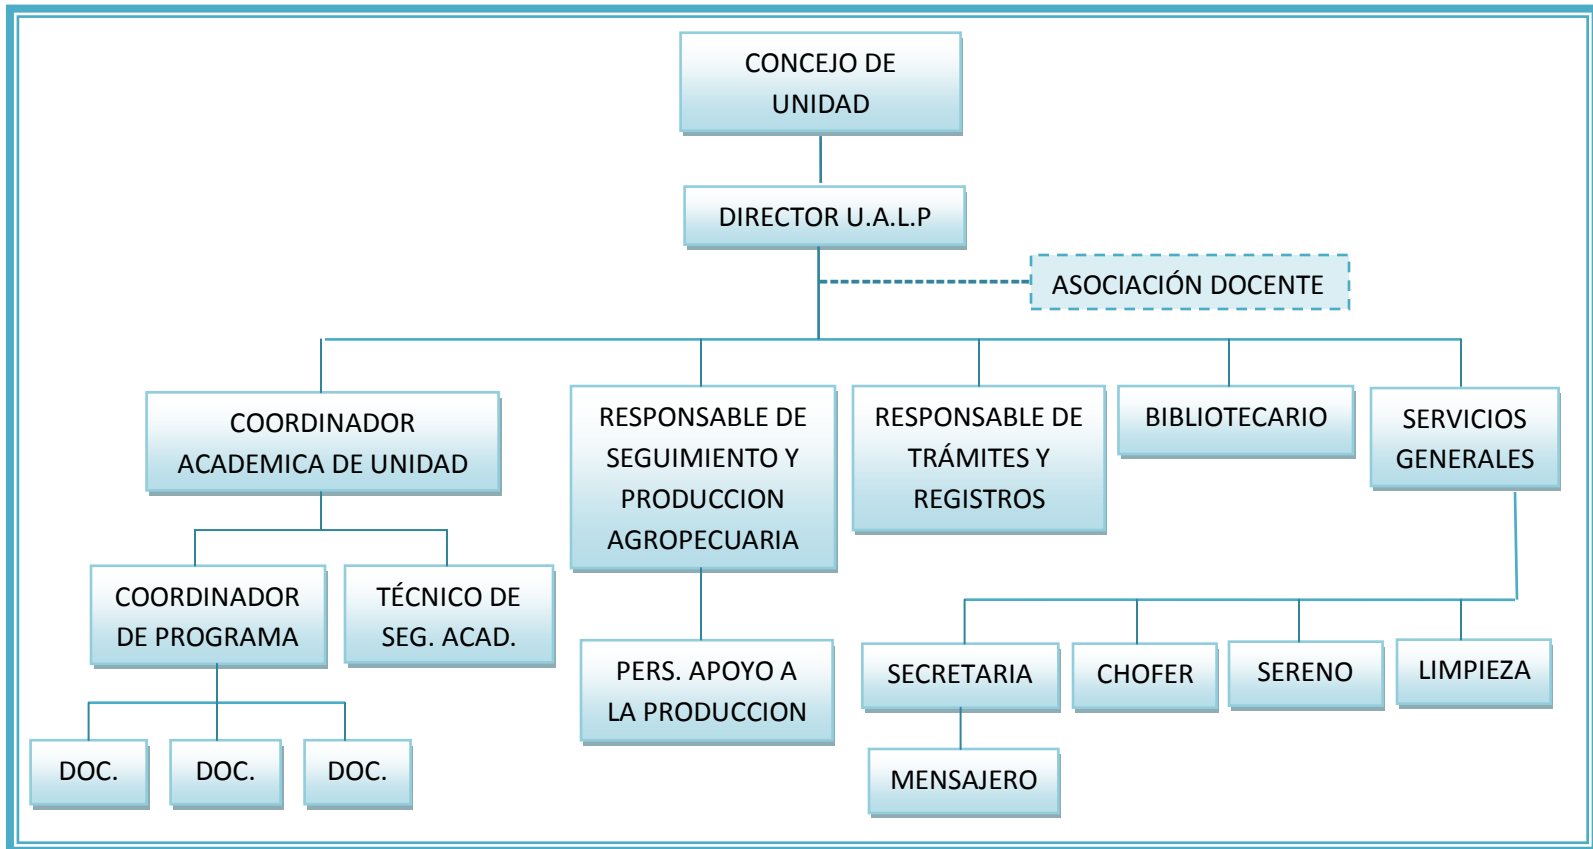 CONCEJO DE
UNIDAD
DIRECTOR U.A.L.P
ASOCIACIÓN DOCENTE
COORDINADOR
ACADEMICA DE UNIDAD
RESPONSABLE DE
SEGUIMIENTO Y
PRODUCCION
AGROPECUARIA
RESPONSABLE DE
TRÁMITES Y
REGISTROS
BIBLIOTECARIO
SERVICIOS
GENERALES
COORDINADOR
DE PROGRAMA
TÉCNICO DE
SEG. ACAD.
PERS. APOYO A
LA PRODUCCION
SECRETARIA
CHOFER
SERENO
LIMPIEZA
DOC.
DOC.
DOC.
MENSAJERO